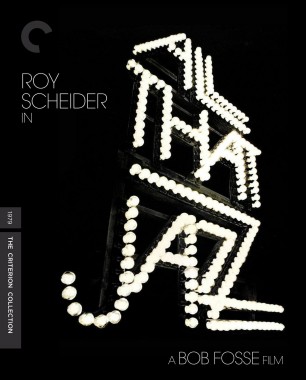 ROY
SCHEIDER
IN
ALL
THAT
JAZZ
1979
THE CRITERION COLLECTION
A BOB FOSSE FILM